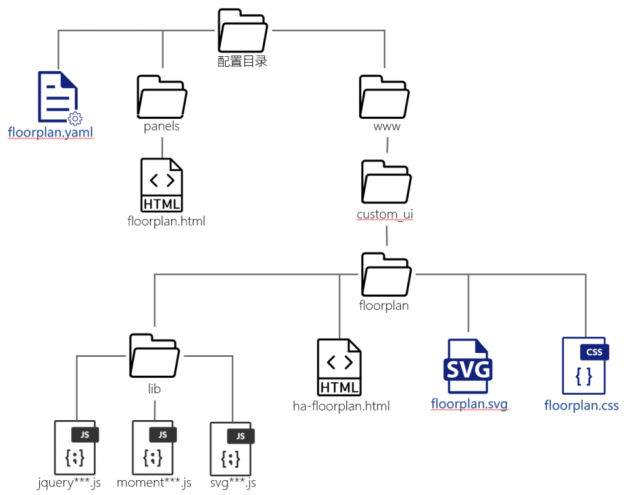 配置目录
floorplan.yaml
panels
www
HTML
floorplan.html
custom_ui
floorplan
lib
HTML
ha-floorplan.html
SVG
floorplan.svg
CSS
{ }
floorplan.css
JS
{;}
jquery***.js
JS
{;}
moment***.js
JS
{;}
svg***.js